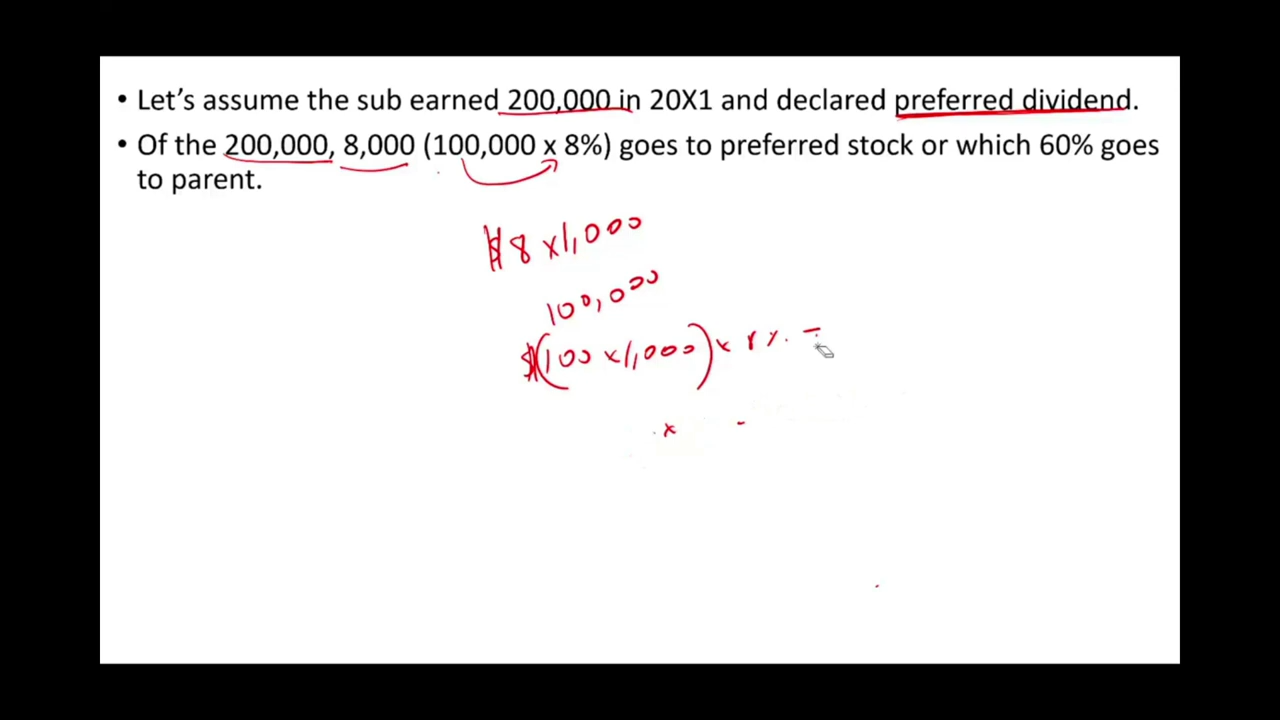 • Let's assume the sub earned 200,000 in 20X1 and declared preferred dividend.
• Of the 200,000, 8,000 (100,000 x 8%) goes to preferred stock or which 60% goes
to parent.
$8 x 1,000
100,000
$(100 x 1,000) x 8% =
x -